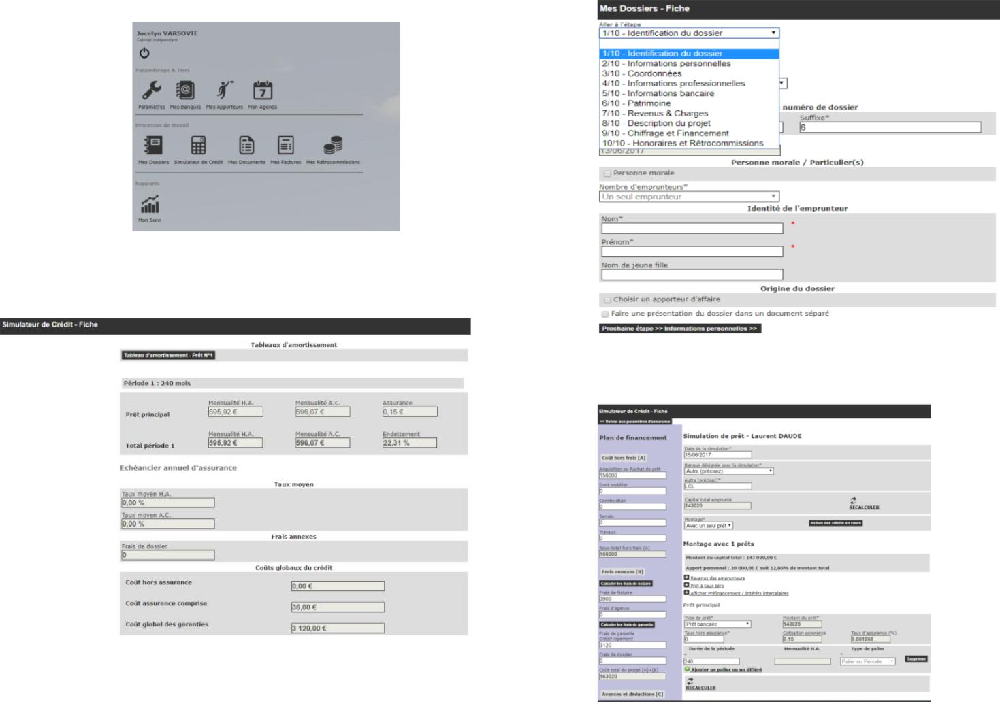 Jocelyn VARSOVIE
Cabinet indépendant
Paramétrage & Tiers
7
Paramètres Mes Banques Mes Apporteurs Mon Agenda
Processus de travail
Mes Dossiers Simulateur de Crédit Mes Documents Mes Factures Mes Rétrocommissions
Rapports
Mon Suivi
Mes Dossiers - Fiche
Aller à l'étape
1/10 - Identification du dossier
1/10 - Identification du dossier
2/10 - Informations personnelles
3/10 - Coordonnées
4/10 - Informations professionnelles
5/10 - Informations bancaire
6/10 - Patrimoine
7/10 - Revenus & Charges
8/10 - Description du projet
9/10 - Chiffrage et Financement
10/10 - Honoraires et Rétrocommissions
numéro de dossier
Suffixe*
6
13/06/2017
Personne morale / Particulier(s)
Personne morale
Nombre d'emprunteurs*
Un seul emprunteur
Identité de l'emprunteur
Nom*
*
Prénom*
*
Nom de jeune fille
Origine du dossier
Choisir un apporteur d'affaire
Faire une présentation du dossier dans un document séparé
Prochaine étape >> Informations personnelles >>
Simulateur de Crédit - Fiche
Tableaux d'amortissement
Tableau d'amortissement - Prêt N°1
Période 1 : 240 mois
Mensualité H.A. Mensualité A.C. Assurance
Prêt principal 595,92 € 596,07 € 0,15 €
Mensualité H.A. Mensualité A.C. Endettement
Total période 1 595,92 € 596,07 € 22,31 %
Echéancier annuel d'assurance
Taux moyen
Taux moyen H.A.
0,00 %
Taux moyen A.C.
0,00 %
Frais annexes
Frais de dossier
0
Coûts globaux du crédit
Coût hors assurance 0,00 €
Coût assurance comprise 36,00 €
Coût global des garanties 3 120,00 €
Simulateur de Crédit - Fiche
<< Retour aux paramètres d'assurance
Plan de financement
Coût hors frais [A]
Acquisition ou Rachat de prêt
156000
Dont mobilier
0
Construction
0
Terrain
0
Travaux
0
Sous-total hors frais [A]
156000
Frais annexes [B]
Calculer les frais de notaire
Frais de Notaire
3900
Frais d'agence
0
Calculer les frais de garantie
Frais de garantie
Crédit logement
3120
Frais de dossier
0
Coût total du projet [A]+[B]
163020
Avances et déductions [C]
Simulation de prêt - Laurent DAUDE
Date de la simulation*
15/06/2017
Banque désignée pour la simulation*
Autre (précisez)
Autre (précisez)*
LCL
Capital total emprunté
143020
RECALCULER
Montage*
Avec un seul prêt
Inclure des crédits en cours
Montage avec 1 prêts
Montant du capital total : 143 020,00 €
Apport personnel : 20 000,00 € soit 12,00% du montant total
Revenus des emprunteurs
Prêt à taux zéro
Afficher Préfinancement / Intérêts intercalaires
Prêt principal
Type de prêt* Montant du prêt*
Prêt bancaire 143020
Taux hors assurance* Cotisation assurance Taux d'assurance (%)
0 0.15 0.001265
Durée de la période Mensualité H.A. Type de palier
* *
240 Palier ou Période Supprimer
Ajouter un palier ou un différé
RECALCULER